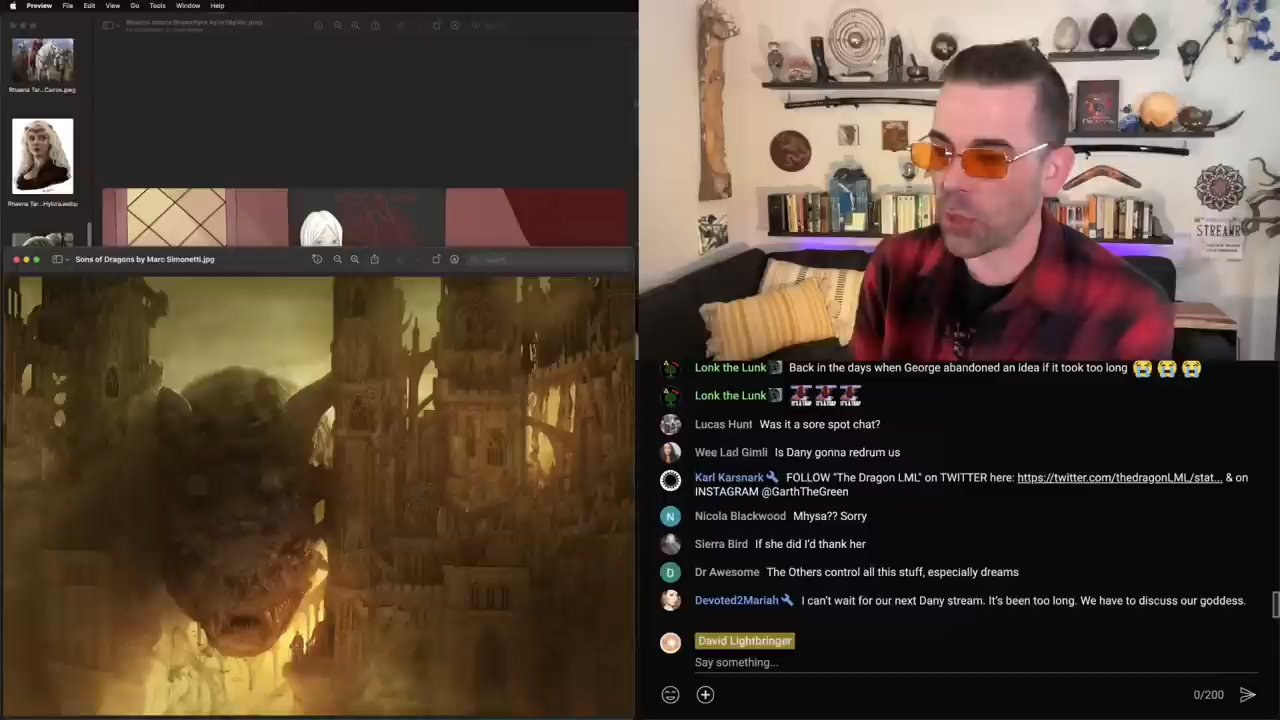 Preview File Edit View Go Tools Window Help
Rhaena Tar...Cairos.jpeg
Rhaena Tar...Hylora.webp
Sons of Dragons by Marc Simonetti.jpg
DRAGON
STREAWR
Lonk the Lunk Back in the days when George abandoned an idea if it took too long
Lonk the Lunk
Lucas Hunt Was it a sore spot chat?
Wee Lad Gimli Is Dany gonna redrum us
Karl Karsnark FOLLOW "The Dragon LML" on TWITTER here: https://twitter.com/thedragonLML/stat... & on
INSTAGRAM @GarthTheGreen
N Nicola Blackwood Mhysa?? Sorry
Sierra Bird If she did I'd thank her
D Dr Awesome The Others control all this stuff, especially dreams
Devoted2Mariah I can't wait for our next Dany stream. It's been too long. We have to discuss our goddess.
David Lightbringer
Say something...
0/200